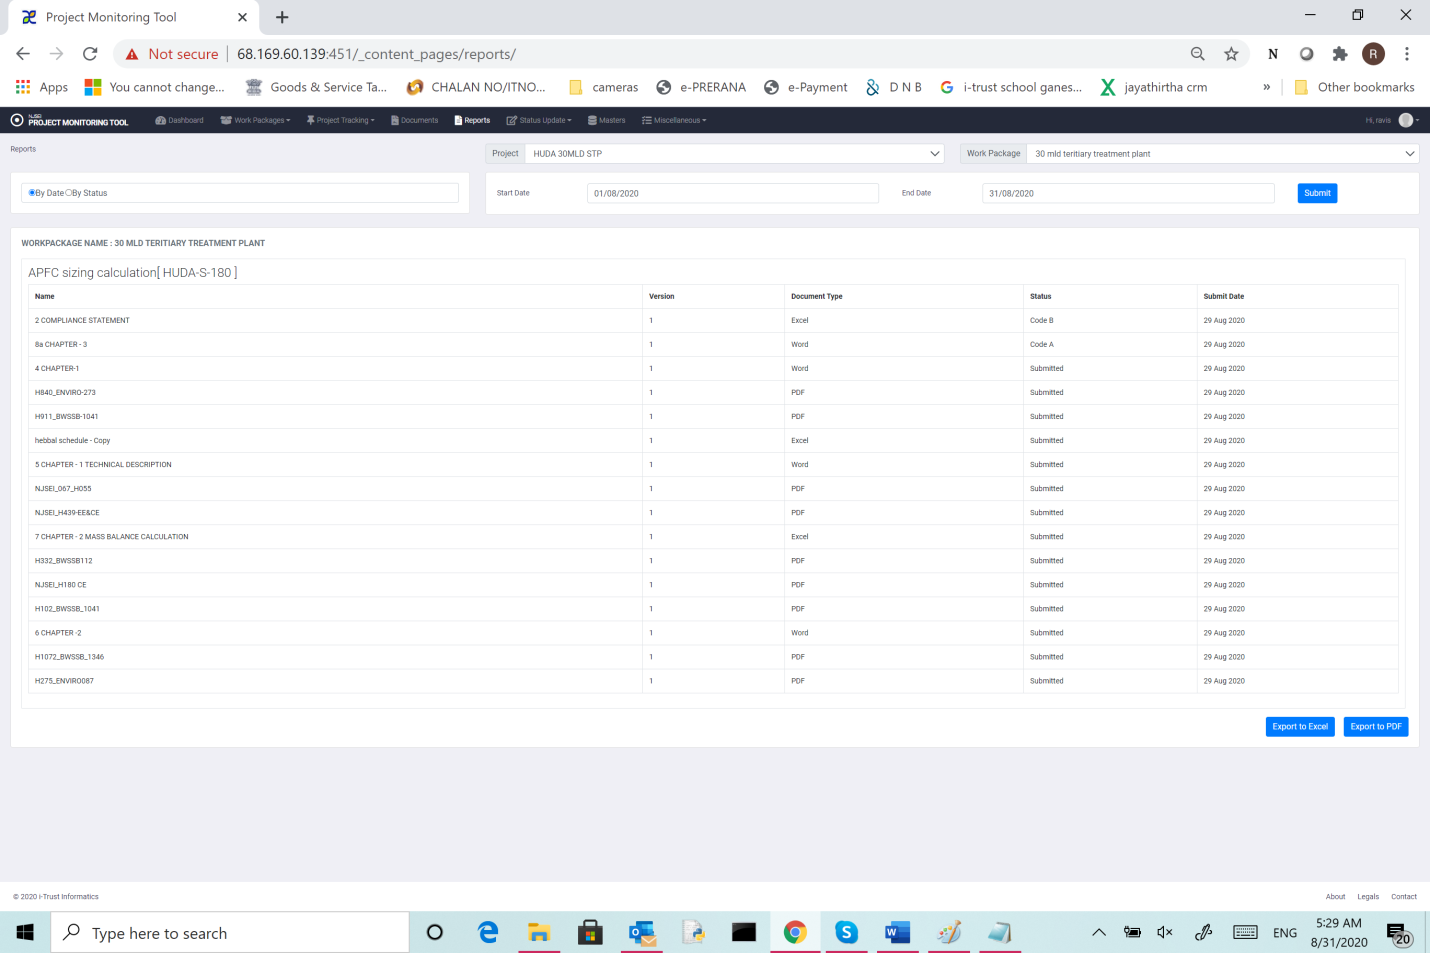 Project Monitoring Tool
Not secure 68.169.60.139:451/_content_pages/reports/
N R
Apps You cannot change... Goods & Service Ta... CHALAN NO/ITNO... cameras e-PRERANA e-Payment D N B i-trust school ganes... jayathirtha crm » Other bookmarks
NJSEI
PROJECT MONITORING TOOL Dashboard Work Packages Project Tracking Documents Reports Status Update Masters Miscellaneous Hi, ravis
Reports Project HUDA 30MLD STP Work Package 30 mld teritiary treatment plant
By Date By Status Start Date 01/08/2020 End Date 31/08/2020 Submit
WORKPACKAGE NAME : 30 MLD TERITIARY TREATMENT PLANT
APFC sizing calculation[ HUDA-S-180 ]
Name Version Document Type Status Submit Date
2 COMPLIANCE STATEMENT 1 Excel Code B 29 Aug 2020
8a CHAPTER - 3 1 Word Code A 29 Aug 2020
4 CHAPTER-1 1 Word Submitted 29 Aug 2020
H840_ENVIRO-273 1 PDF Submitted 29 Aug 2020
H911_BWSSB-1041 1 PDF Submitted 29 Aug 2020
hebbal schedule - Copy 1 Excel Submitted 29 Aug 2020
5 CHAPTER - 1 TECHNICAL DESCRIPTION 1 Word Submitted 29 Aug 2020
NJSEI_067_H055 1 PDF Submitted 29 Aug 2020
NJSEI_H439-EE&CE 1 PDF Submitted 29 Aug 2020
7 CHAPTER - 2 MASS BALANCE CALCULATION 1 Excel Submitted 29 Aug 2020
H332_BWSSB112 1 PDF Submitted 29 Aug 2020
NJSEI_H180 CE 1 PDF Submitted 29 Aug 2020
H102_BWSSB_1041 1 PDF Submitted 29 Aug 2020
6 CHAPTER -2 1 Word Submitted 29 Aug 2020
H1072_BWSSB_1346 1 PDF Submitted 29 Aug 2020
H275_ENVIRO087 1 PDF Submitted 29 Aug 2020
Export to Excel Export to PDF
© 2020 i-Trust Informatics About Legals Contact
Type here to search ENG 5:29 AM
8/31/2020 20